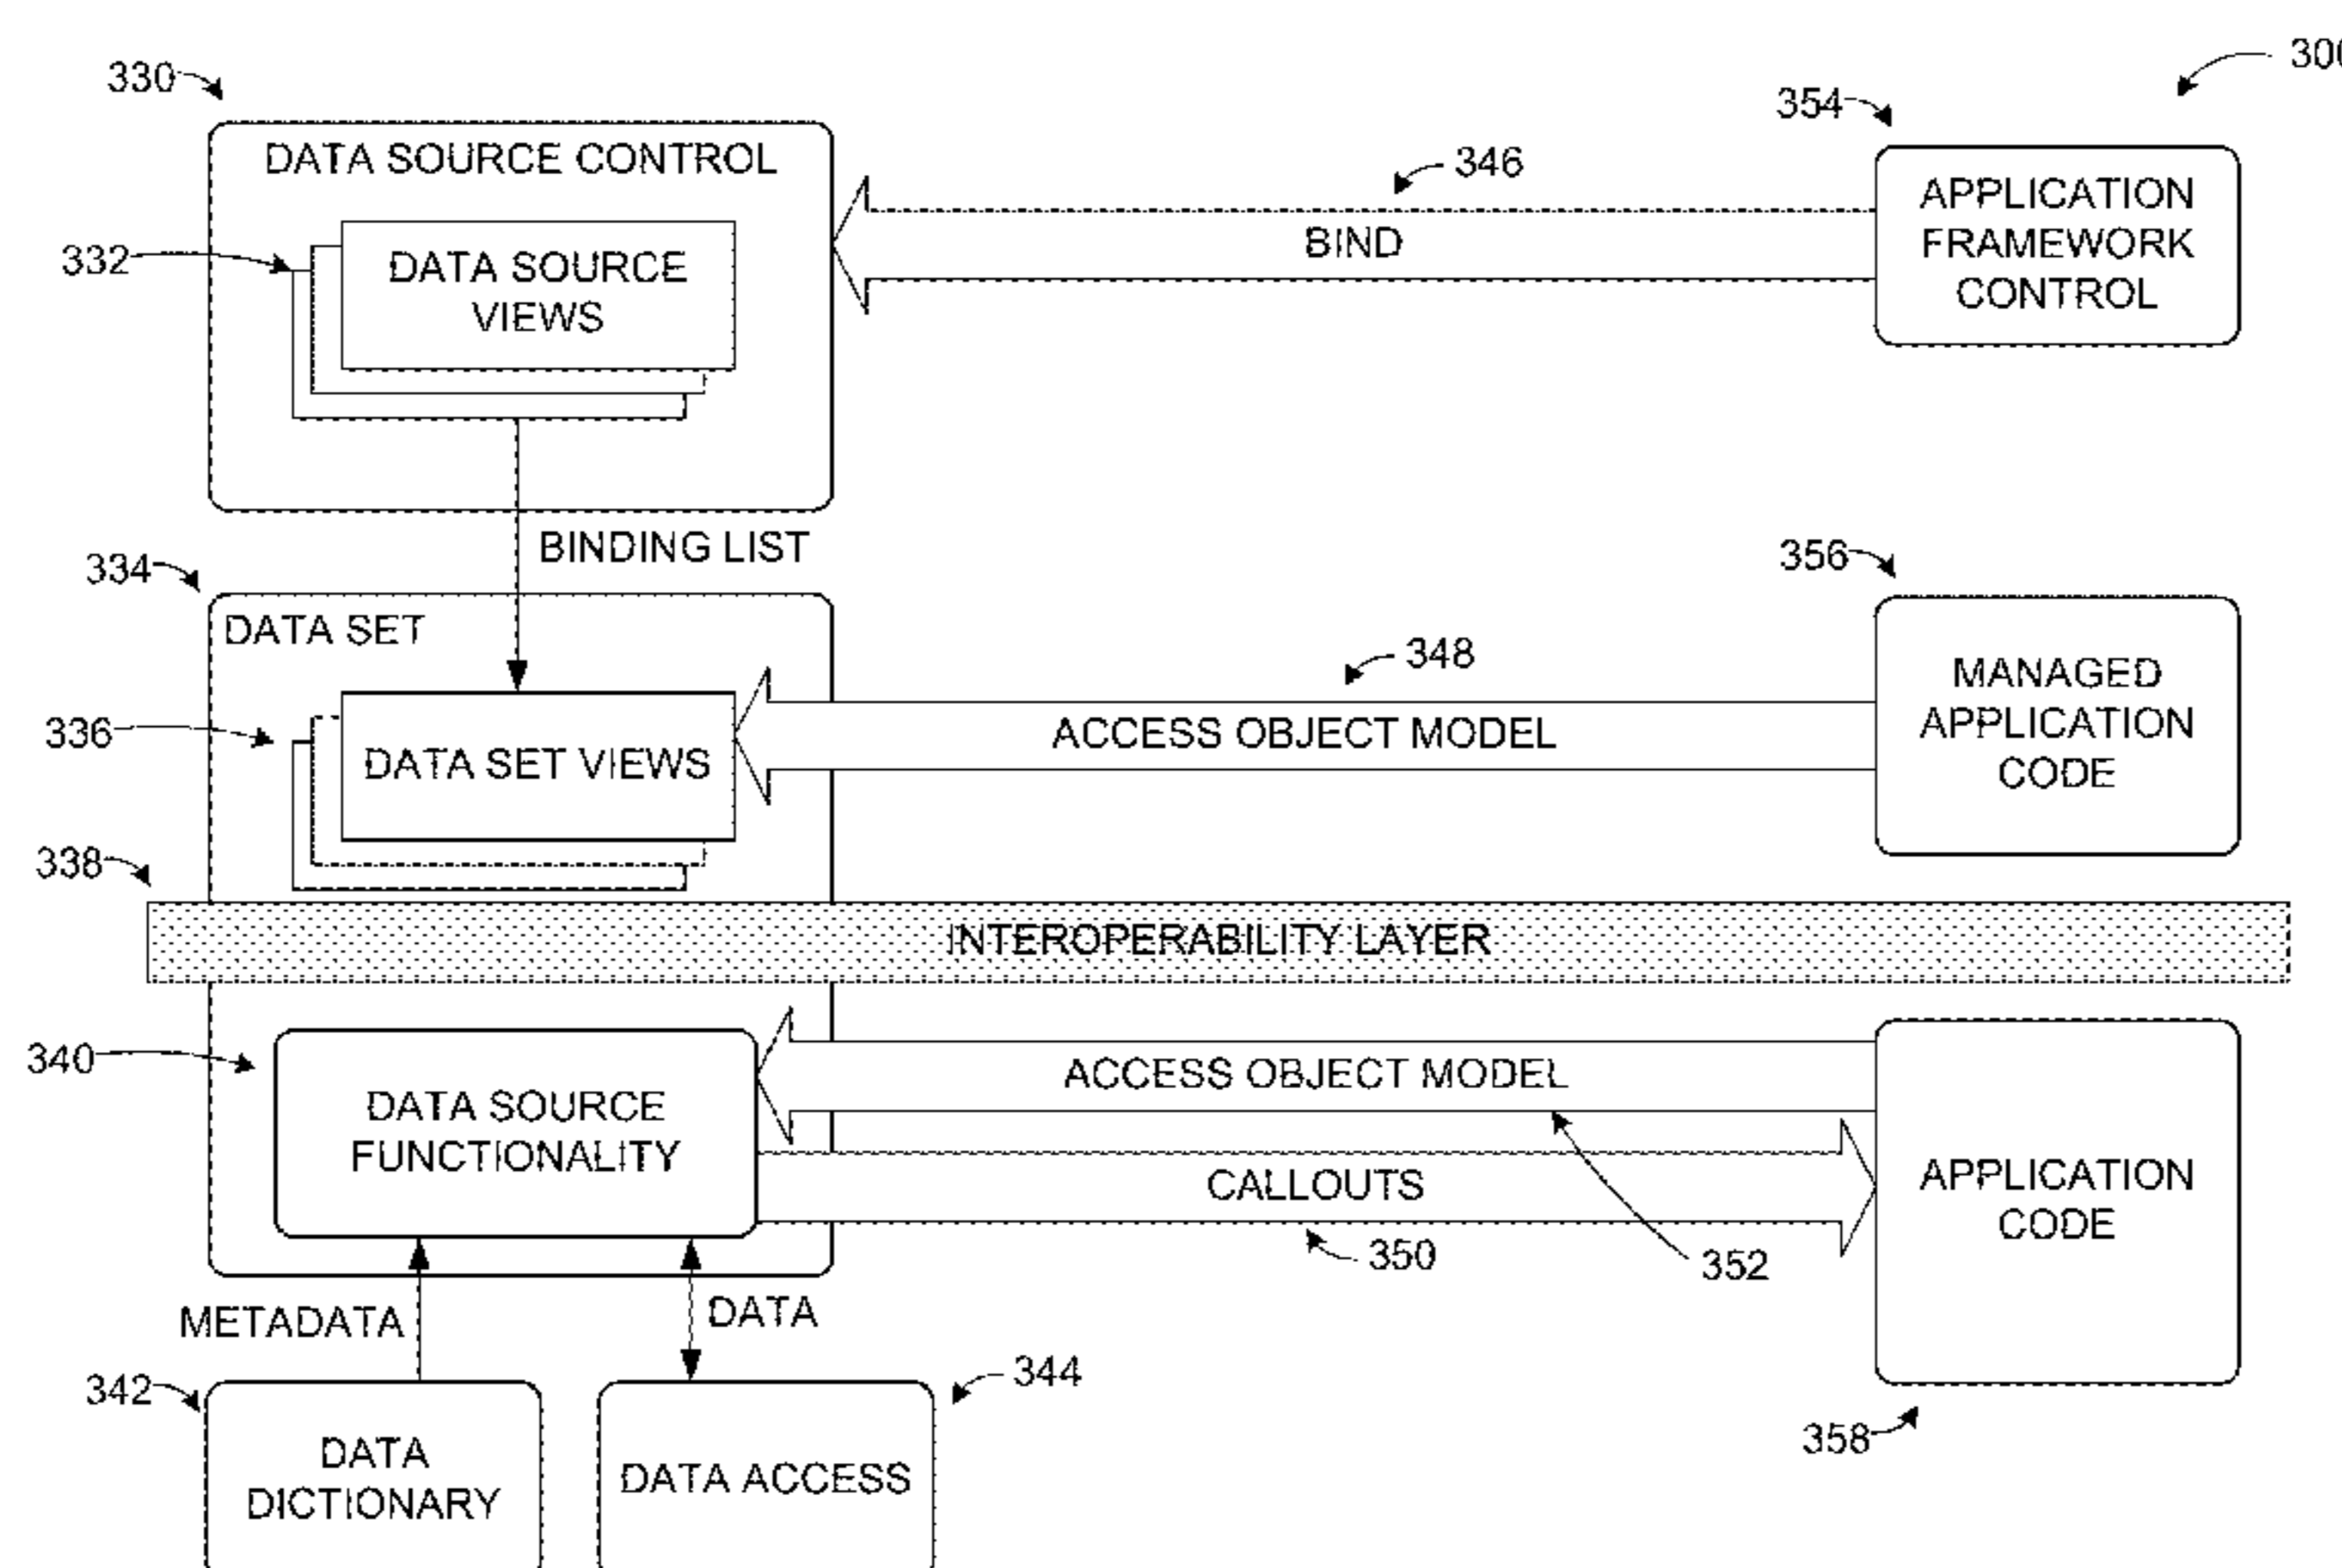 330
300
354
DATA SOURCE CONTROL
346
APPLICATION
FRAMEWORK
CONTROL
BIND
332
DATA SOURCE
VIEWS
BINDING LIST
334
356
DATA SET
348
MANAGED
APPLICATION
CODE
336
ACCESS OBJECT MODEL
DATA SET VIEWS
338
INTEROPERABILITY LAYER
340
ACCESS OBJECT MODEL
DATA SOURCE
FUNCTIONALITY
CALLOUTS
APPLICATION
CODE
350
352
METADATA
DATA
342
344
358
DATA
DICTIONARY
DATA ACCESS